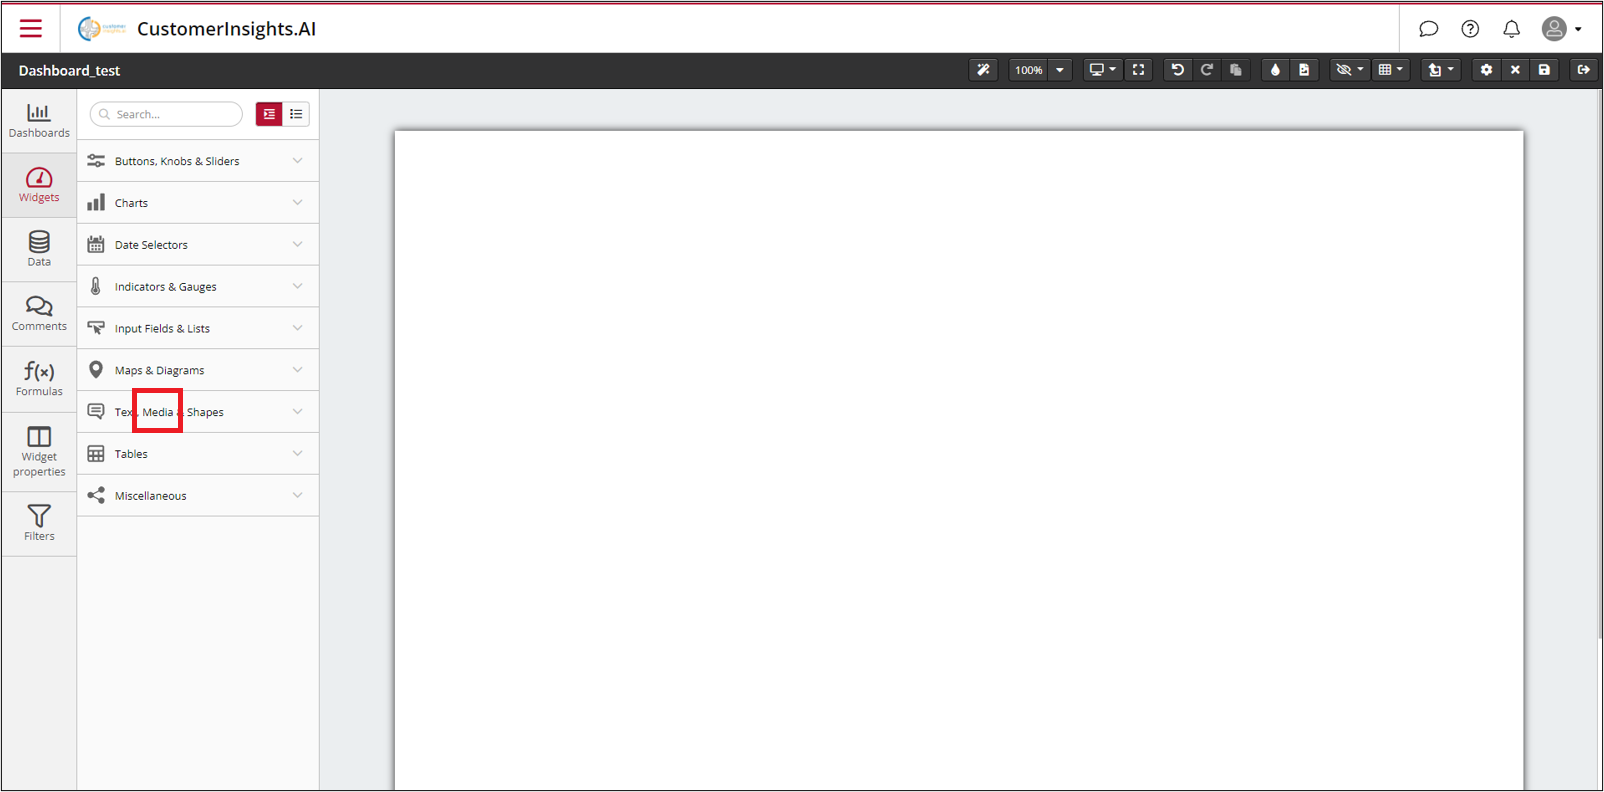 CustomerInsights.AI
Dashboard_test
100%
Dashboards
Search...
Widgets
Data
Comments
Formulas
Widget
properties
Filters
Buttons, Knobs & Sliders
Charts
Date Selectors
Indicators & Gauges
Input Fields & Lists
Maps & Diagrams
Text, Media & Shapes
Tables
Miscellaneous